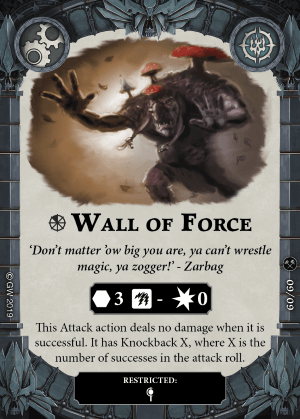 WALL OF FORCE
‘Don’t matter ’ow big you are, ya can’t wrestle
magic, ya zogger!’ - Zarbag
3 - 0
This Attack action deals no damage when it is
successful. It has Knockback X, where X is the
number of successes in the attack roll.
RESTRICTED:
©GW 2019
60/60